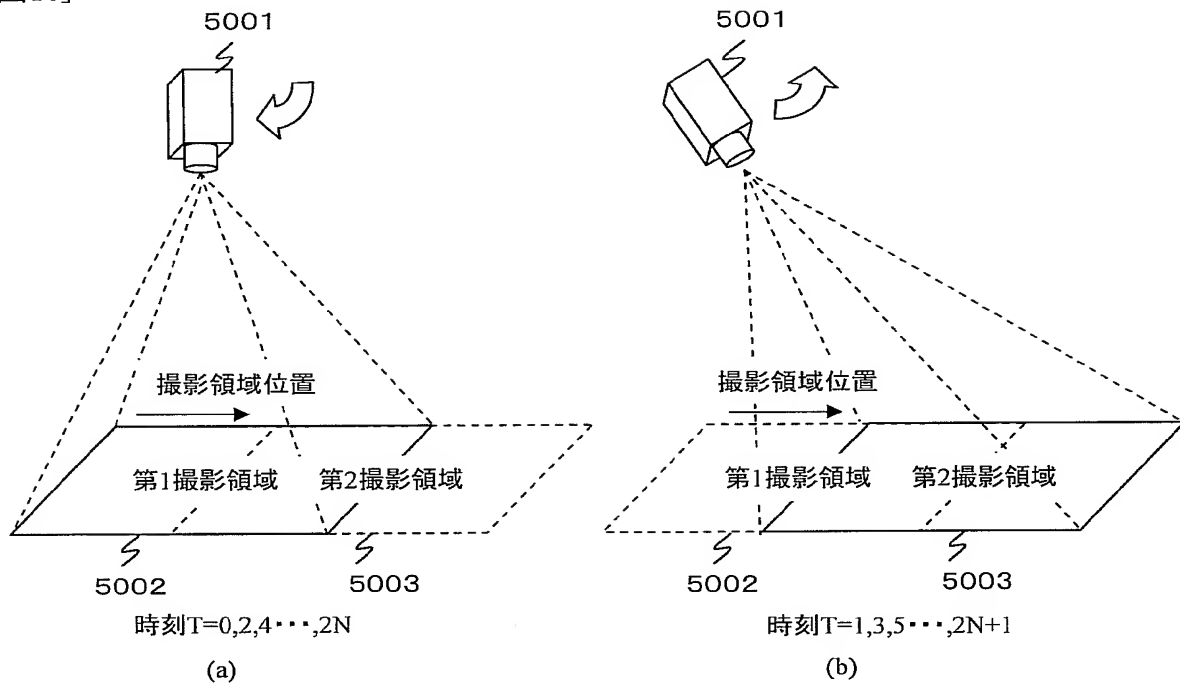 5001
撮影領域位置
第1撮影領域 第2撮影領域
5002 5003
時刻T=0,2,4・・・,2N
(a)
5001
撮影領域位置
第1撮影領域 第2撮影領域
5002 5003
時刻T=1,3,5・・・,2N+1
(b)